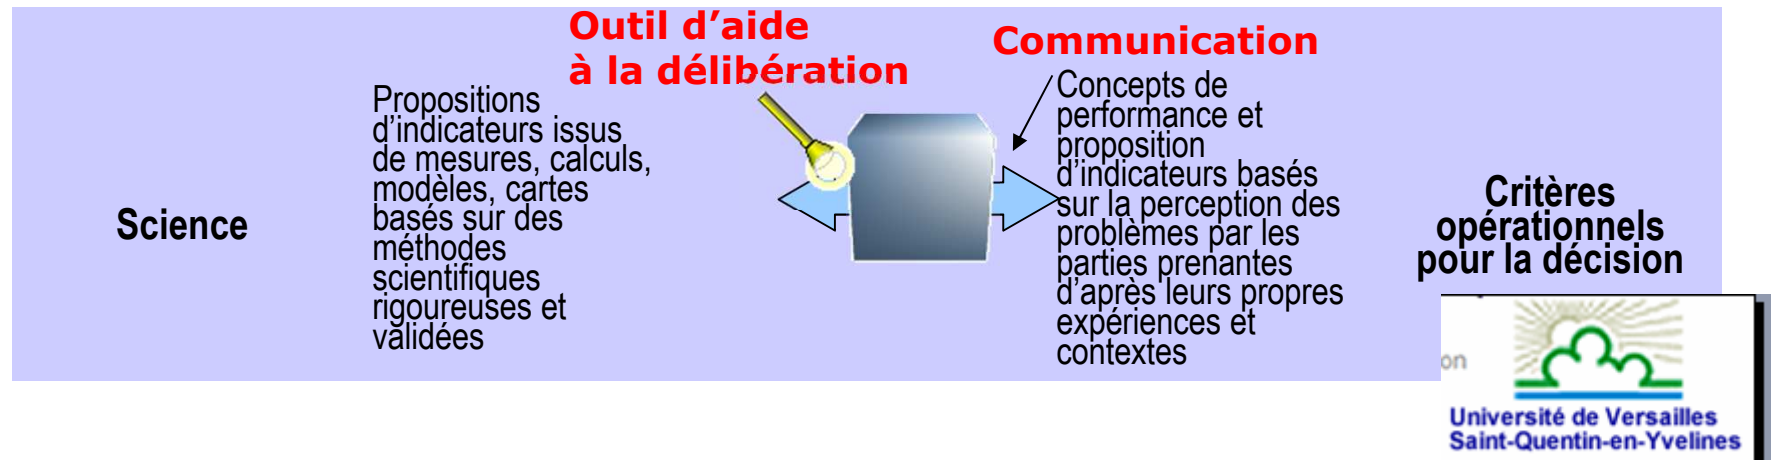 Outil d’aide
à la délibération
Communication
Science
Propositions
d’indicateurs issus
de mesures, calculs,
modèles, cartes
basés sur des
méthodes
scientifiques
rigoureuses et
validées
Concepts de
performance et
proposition
d’indicateurs basés
sur la perception des
problèmes par les
parties prenantes
d’après leurs propres
expériences et
contextes
Critères
opérationnels
pour la décision
on
Université de Versailles
Saint-Quentin-en-Yvelines